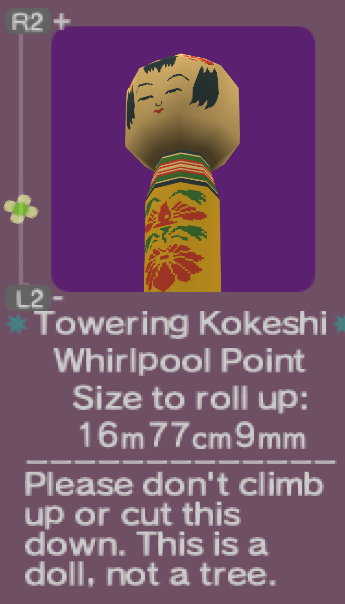 R2 +
L2 -
Towering Kokeshi
Whirlpool Point
Size to roll up:
16m77cm9mm
Please don't climb
up or cut this
down. This is a
doll, not a tree.